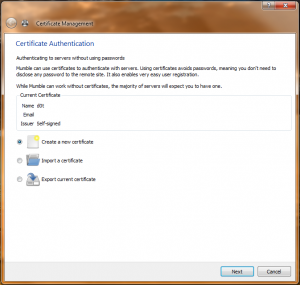 Certificate Management
Certificate Authentication
Authenticating to servers without using passwords
Mumble can use certificates to authenticate with servers. Using certificates avoids passwords, meaning you don't need to
disclose any password to the remote site. It also enables very easy user registration.
While Mumble can work without certificates, the majority of servers will expect you to have one.
Current Certificate
Name
Email
Issuer Self-signed
Create a new certificate
Import a certificate
Export current certificate
Next
Cancel